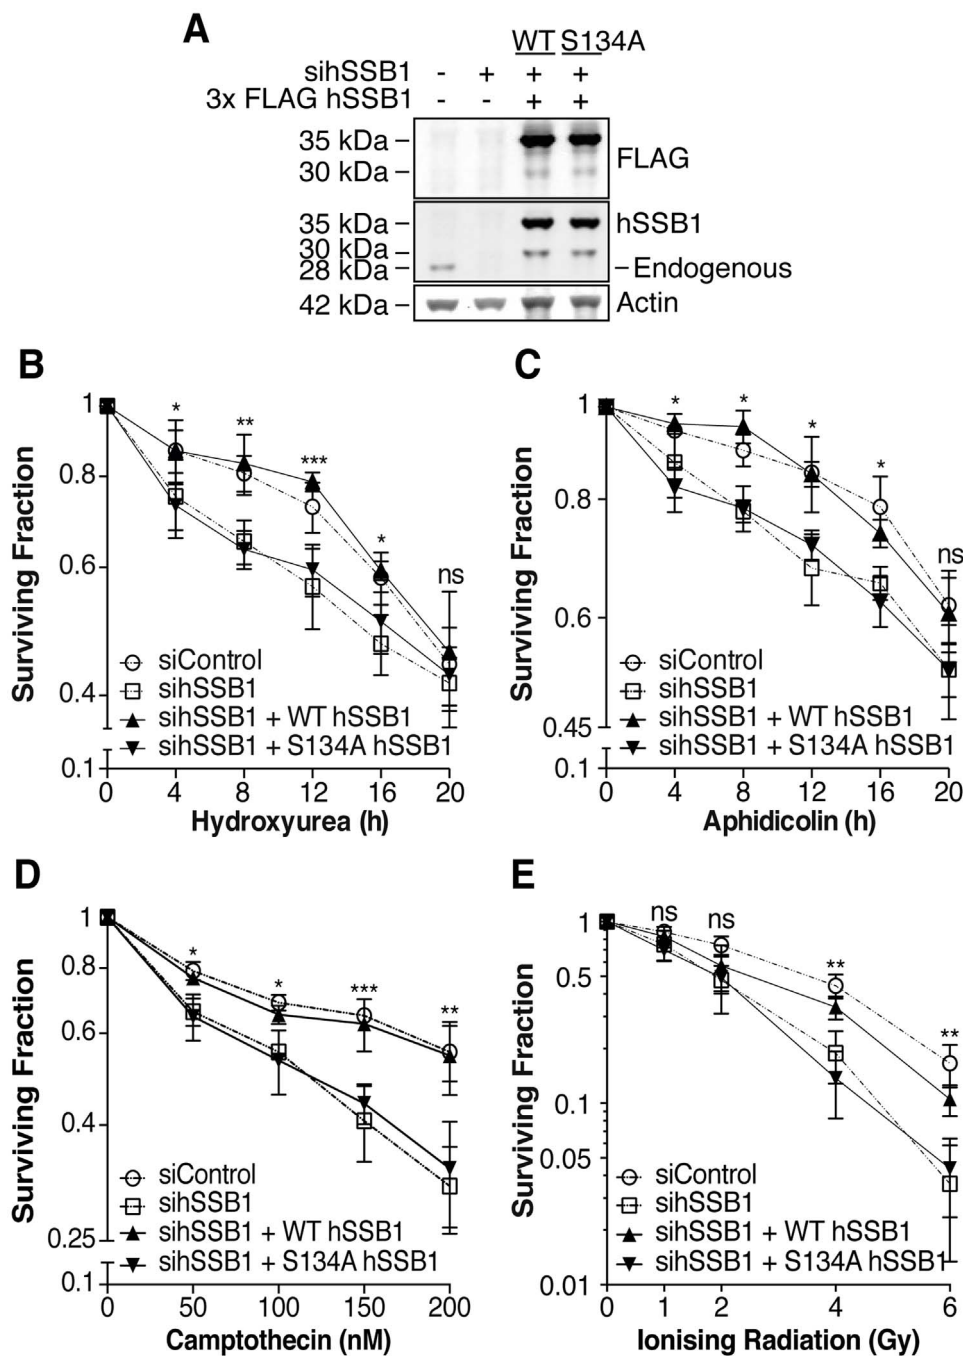 A
WT S134A
sihSSB1 - + + +
3x FLAG hSSB1 - - + +
35 kDa
30 kDa
FLAG
35 kDa
30 kDa
28 kDa
hSSB1
Endogenous
42 kDa
Actin
B
Surviving Fraction
1
0.8
0.6
0.4
0.1
* ** *** * ns
siControl
sihSSB1
sihSSB1 + WT hSSB1
sihSSB1 + S134A hSSB1
0 4 8 12 16 20
Hydroxyurea (h)
C
Surviving Fraction
1
0.8
0.6
0.45
0.1
* * * * ns
siControl
sihSSB1
sihSSB1 + WT hSSB1
sihSSB1 + S134A hSSB1
0 4 8 12 16 20
Aphidicolin (h)
D
Surviving Fraction
1
0.8
0.6
0.4
0.25
0.1
* * *** **
siControl
sihSSB1
sihSSB1 + WT hSSB1
sihSSB1 + S134A hSSB1
0 50 100 150 200
Camptothecin (nM)
E
Surviving Fraction
1
0.5
0.1
0.05
0.01
ns ns ** **
siControl
sihSSB1
sihSSB1 + WT hSSB1
sihSSB1 + S134A hSSB1
0 1 2 4 6
Ionising Radiation (Gy)